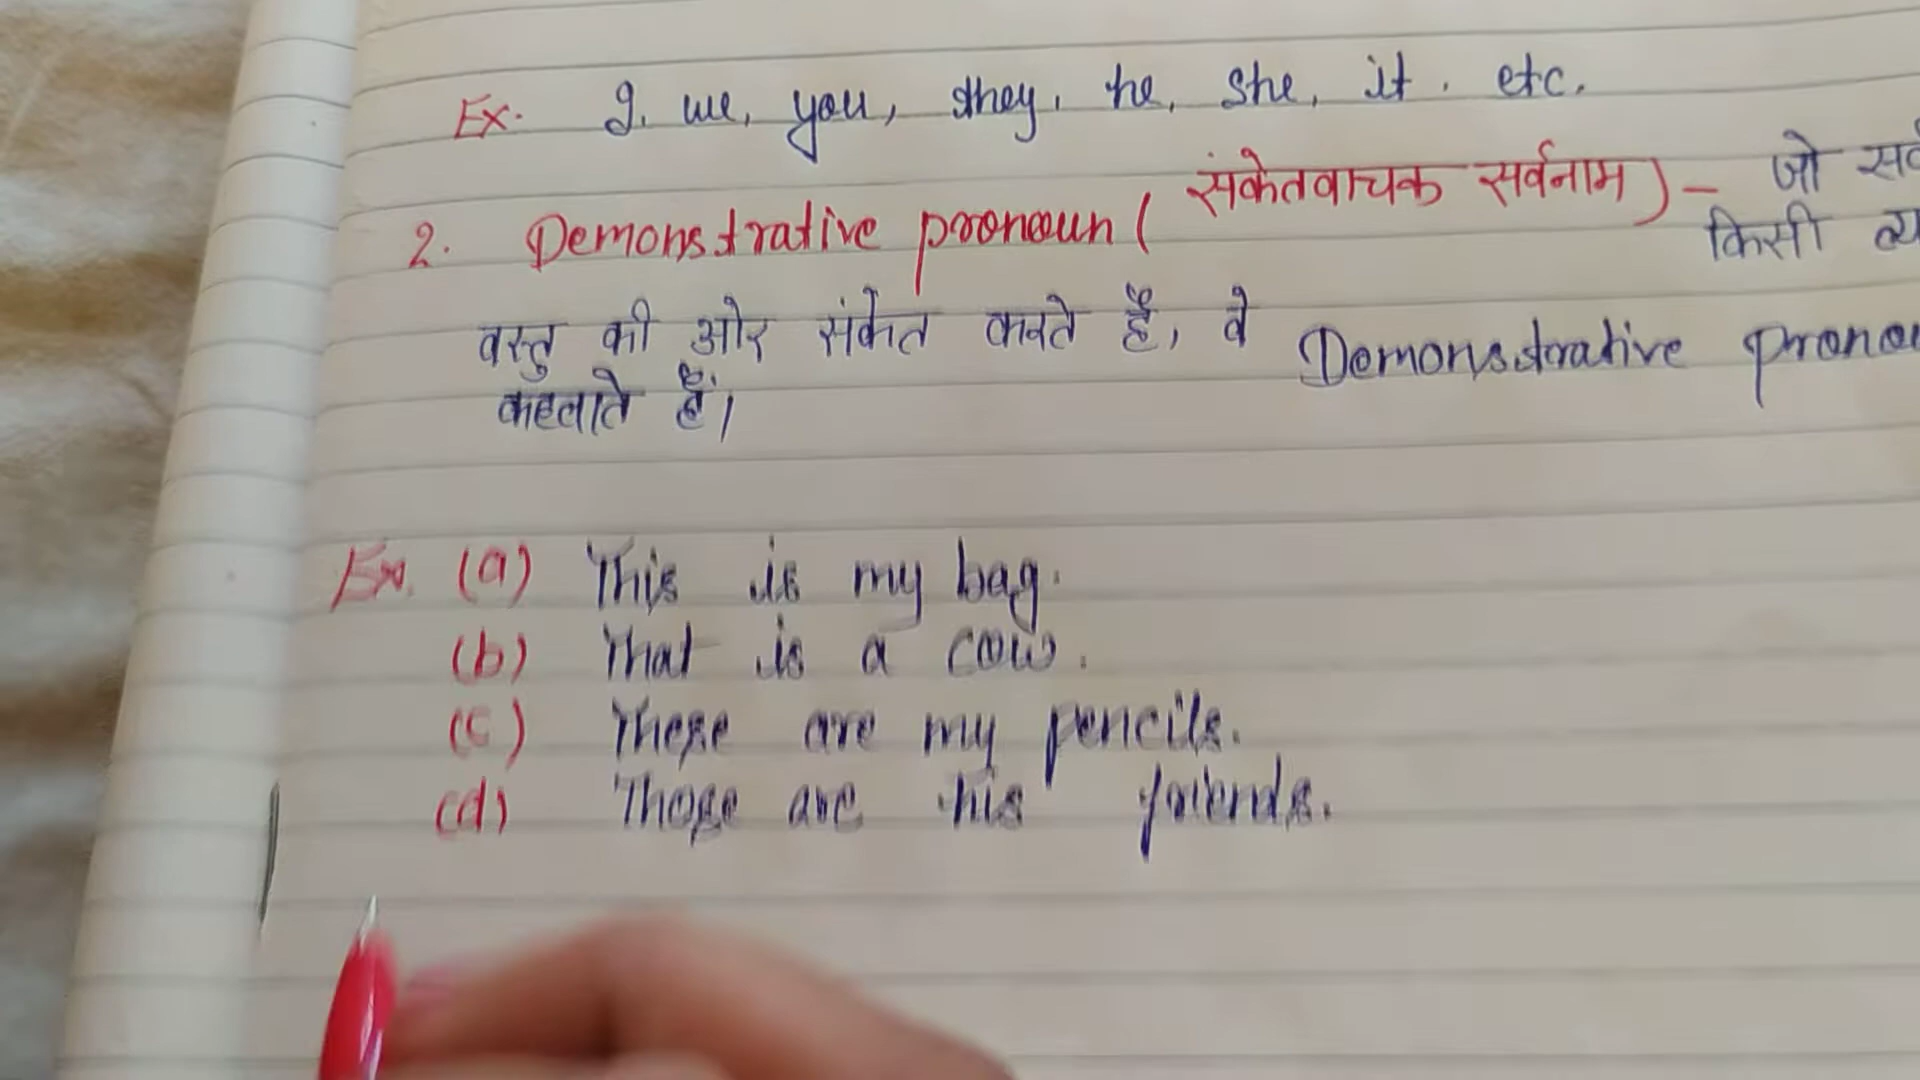 Ex. I, we, you, they, he, she, it. etc.
2. Demonstrative pronoun (संकेतवाचक सर्वनाम) – जो
किसी
वस्तु की ओर संकेत करते हैं, वे Demonstrative
कहलाते हैं।
Ex. (a) This is my bag.
(b) That is a cow.
(c) These are my pencils.
(d) Those are his friends.